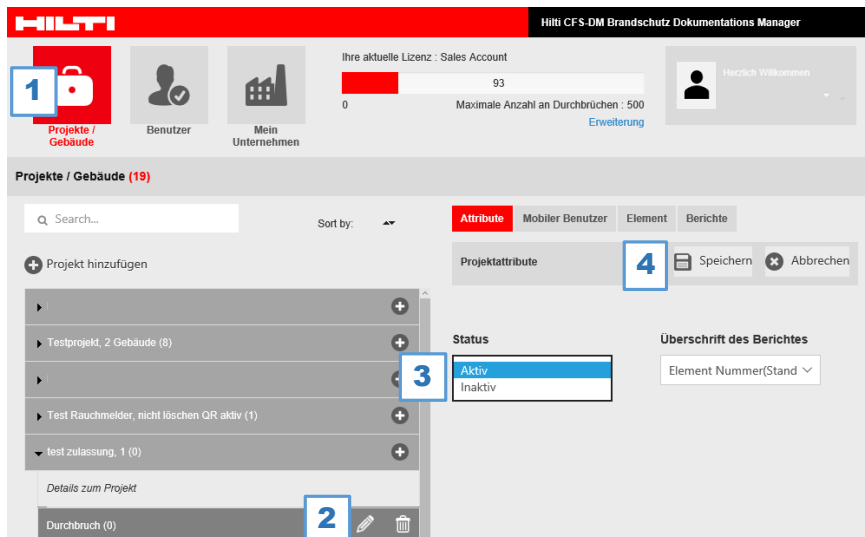 HILTI
Hilti CFS-DM Brandschutz Dokumentations Manager
1
Projekte /
Gebäude
Benutzer
Mein
Unternehmen
Ihre aktuelle Lizenz : Sales Account
93
0
Maximale Anzahl an Durchbrüchen : 500
Erweiterung
Herzlich Willkommen
Projekte / Gebäude (19)
Search...
Sort by:
Projekt hinzufügen
Testprojekt, 2 Gebäude (8)
Test Rauchmelder, nicht löschen QR aktiv (1)
test zulassung, 1 (0)
Details zum Projekt
Durchbruch (0)
2
Attribute
Mobiler Benutzer
Element
Berichte
Projektattribute
4
Speichern
Abbrechen
Status
3
Aktiv
Inaktiv
Überschrift des Berichtes
Element Nummer(Stand